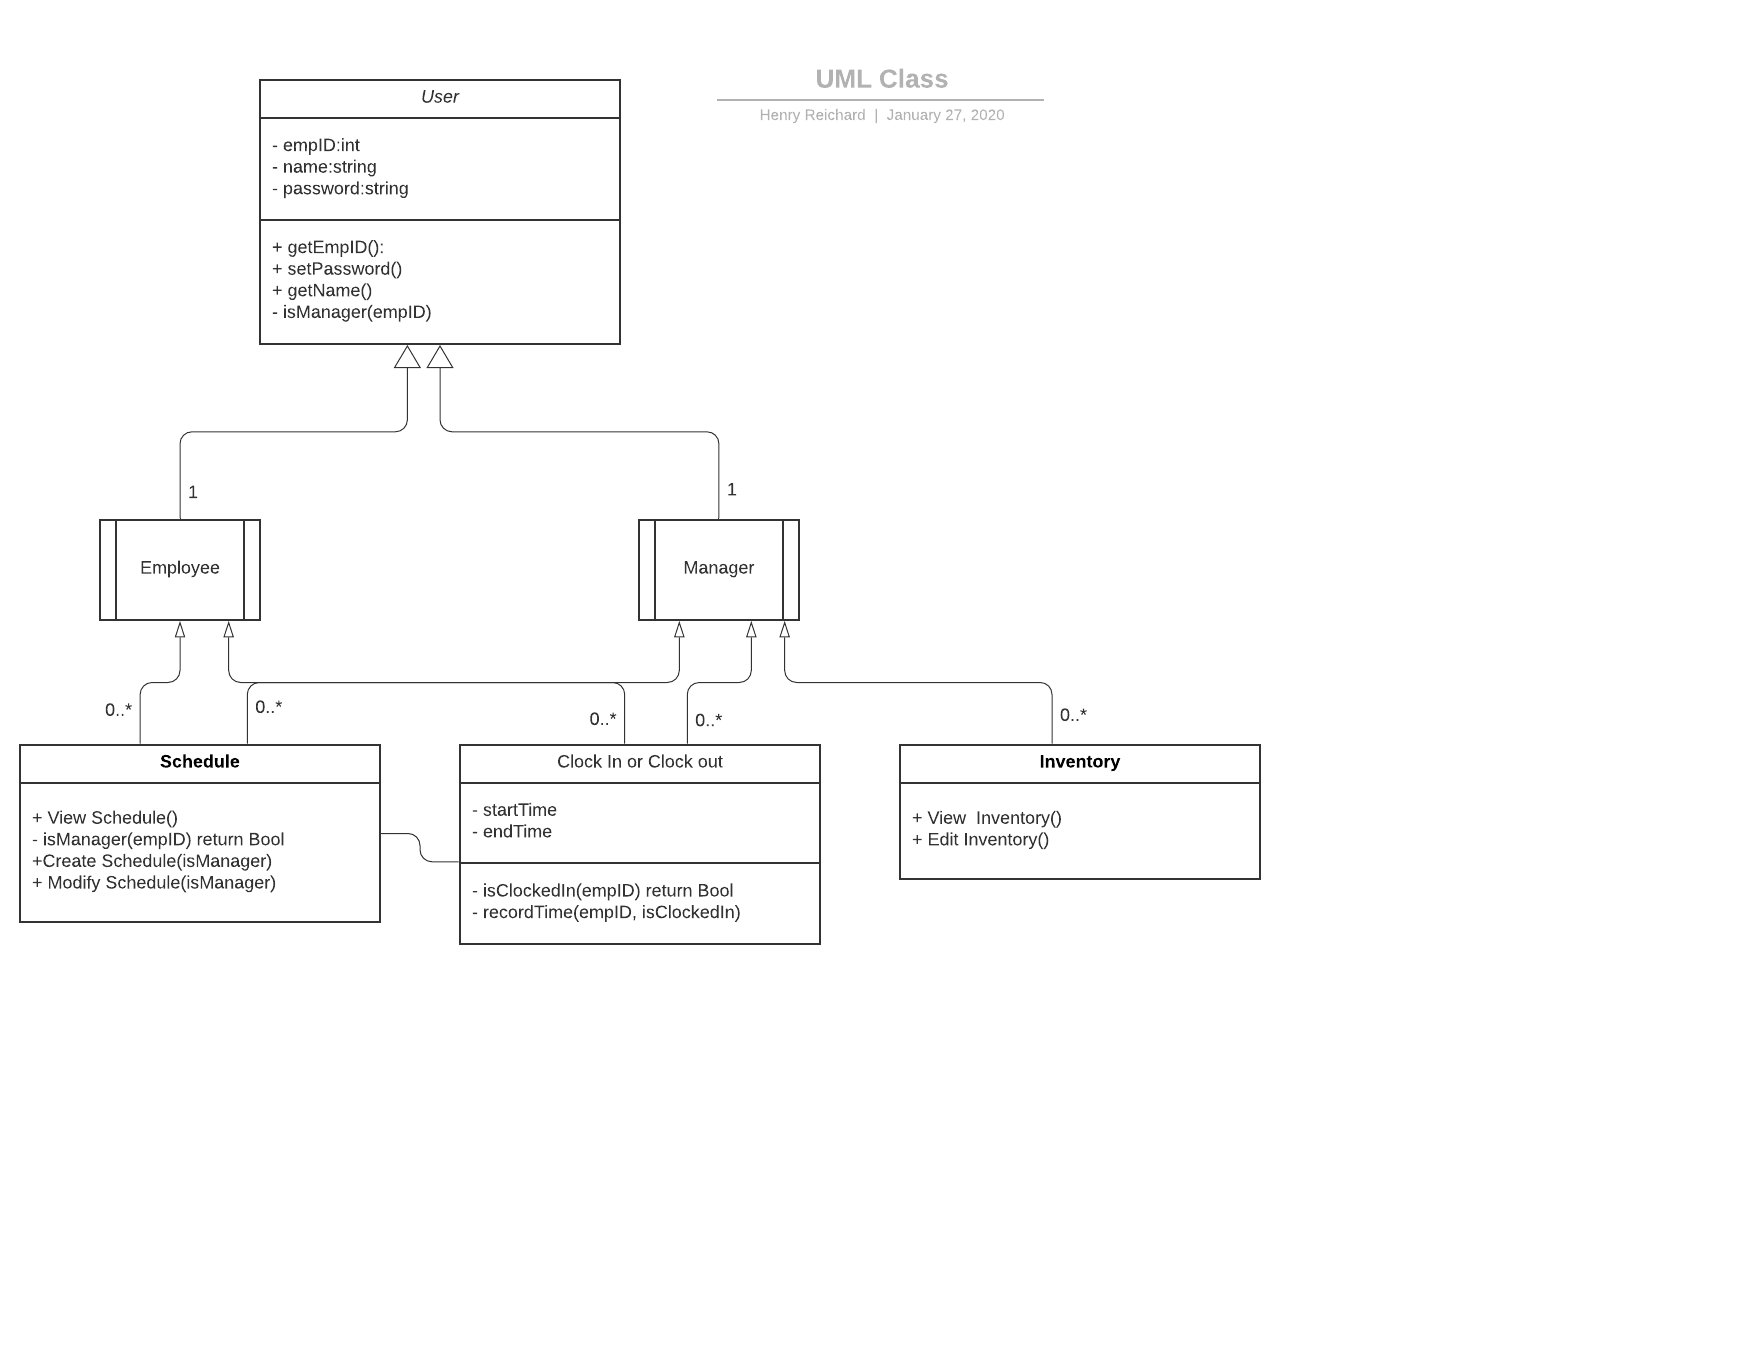 UML Class
Henry Reichard | January 27, 2020
User
- empID:int
- name:string
- password:string
+ getEmpID():
+ setPassword()
+ getName()
- isManager(empID)
1
1
Employee
Manager
0..*
0..*
0..*
0..*
0..*
Schedule
+ View Schedule()
- isManager(empID) return Bool
+Create Schedule(isManager)
+ Modify Schedule(isManager)
Clock In or Clock out
- startTime
- endTime
- isClockedIn(empID) return Bool
- recordTime(empID, isClockedIn)
Inventory
+ View  Inventory()
+ Edit Inventory()